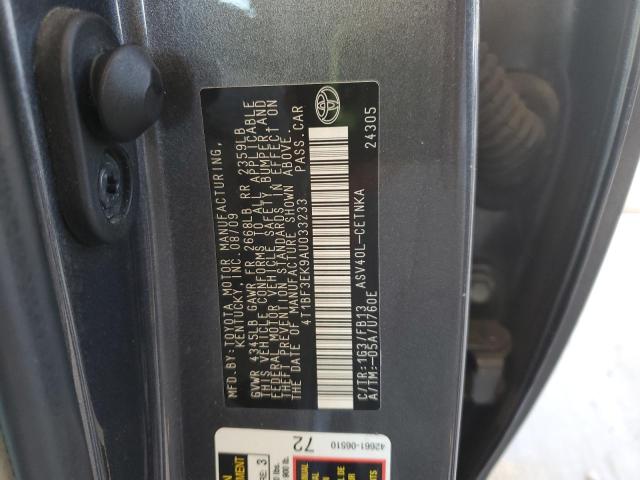 MFD.BY:TOYOTA MOTOR MANUFACTURING,
KENTUCKY, INC. 08/09
GVWR 4345LB GAWR FR 2668LB RR 2359LB
THIS VEHICLE CONFORMS TO ALL APPLICABLE
FEDERAL MOTOR VEHICLE SAFETY, BUMPER, AND
THEFT PREVENTION STANDARDS IN EFFECT ON
THE DATE OF MANUFACTURE SHOWN ABOVE.
4T1BF3EK9AU033233 PASS.CAR
C/TR:1G3/FB13 ASV40L-CETNKA
A/TM:-05A/U760E 24305
42661-06510
72